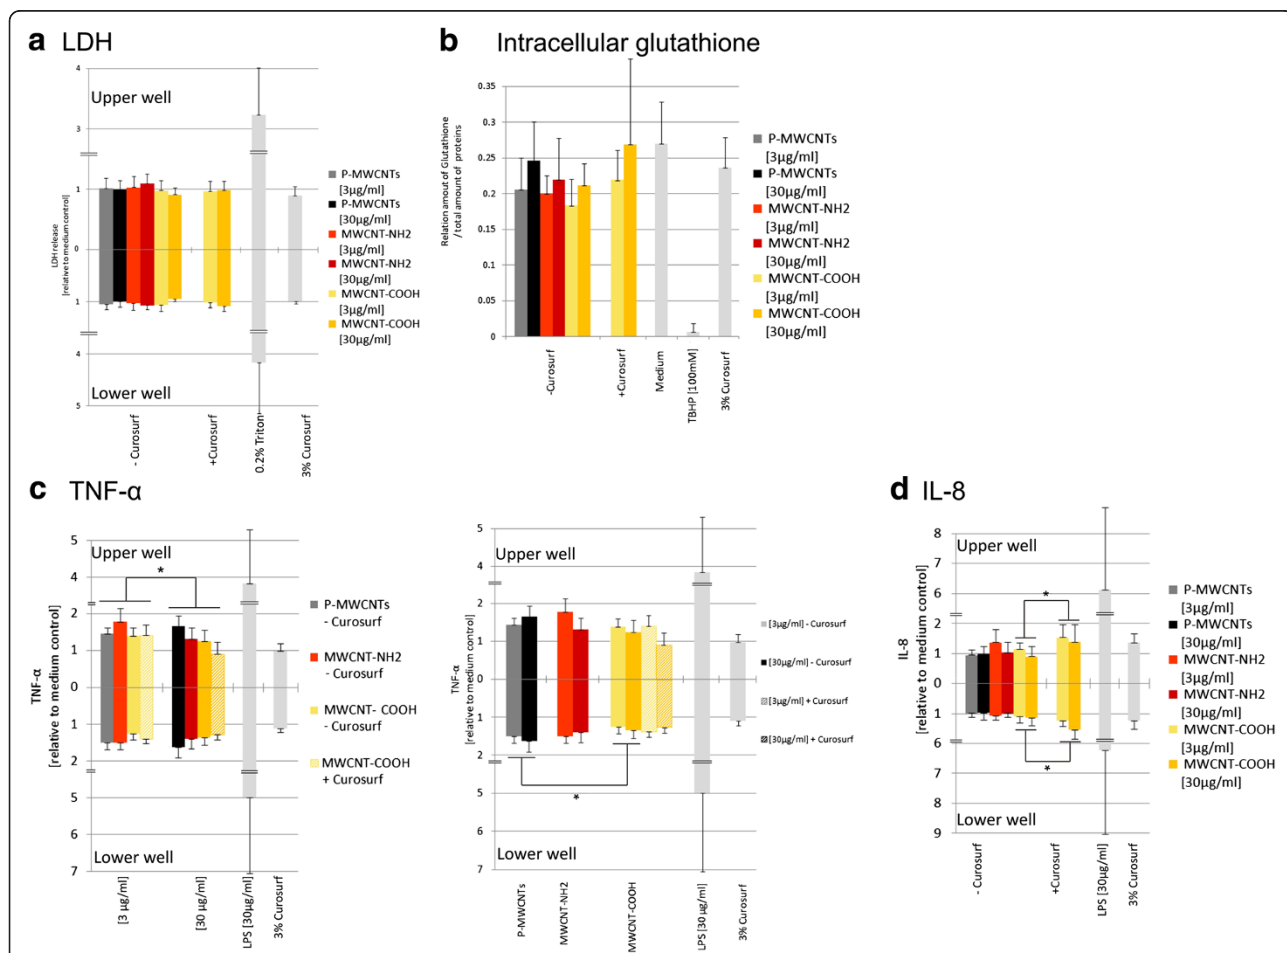 a LDH
4
Upper well
3
1
0
1
4
Lower well
5
LDH release
[relative to medium control]
- Curosurf
+Curosurf
0.2% Triton
3% Curosurf
P-MWCNTs
[3µg/ml]
P-MWCNTs
[30µg/ml]
MWCNT-NH2
[3µg/ml]
MWCNT-NH2
[30µg/ml]
MWCNT-COOH
[3µg/ml]
MWCNT-COOH
[30µg/ml]
b Intracellular glutathione
0.35
0.3
0.25
0.2
0.25
0.1
0.05
0
Relation amount of Glutathione
/ total amount of proteins
-Curosurf
+Curosurf
Medium
TBHP [100mM]
3% Curosurf
P-MWCNTs
[3µg/ml]
P-MWCNTs
[30µg/ml]
MWCNT-NH2
[3µg/ml]
MWCNT-NH2
[30µg/ml]
MWCNT-COOH
[3µg/ml]
MWCNT-COOH
[30µg/ml]
c TNF-α
5
Upper well
4
*
2
1
0
1
2
5
6
Lower well
7
TNF-α
[relative to medium control]
[3 µg/ml]
[30 µg/ml]
LPS [30µg/ml]
3% Curosurf
P-MWCNTs
- Curosurf
MWCNT-NH2
- Curosurf
MWCNT- COOH
- Curosurf
MWCNT-COOH
+ Curosurf
5
Upper well
4
2
1
0
1
2
*
5
6
Lower well
7
TNF-α
[relative to medium control]
P-MWCNTs
MWCNT-NH2
MWCNT-COOH
LPS [30 µg/ml]
3% Curosurf
[3µg/ml] - Curosurf
[30µg/ml] - Curosurf
[3µg/ml] + Curosurf
[30µg/ml] + Curosurf
d IL-8
8
Upper well
7
6
*
2
1
0
1
6
*
7
8
Lower well
9
IL-8
[relative to medium control]
- Curosurf
+Curosurf
LPS [30µg/ml]
3% Curosurf
P-MWCNTs
[3µg/ml]
P-MWCNTs
[30µg/ml]
MWCNT-NH2
[3µg/ml]
MWCNT-NH2
[30µg/ml]
MWCNT-COOH
[3µg/ml]
MWCNT-COOH
[30µg/ml]